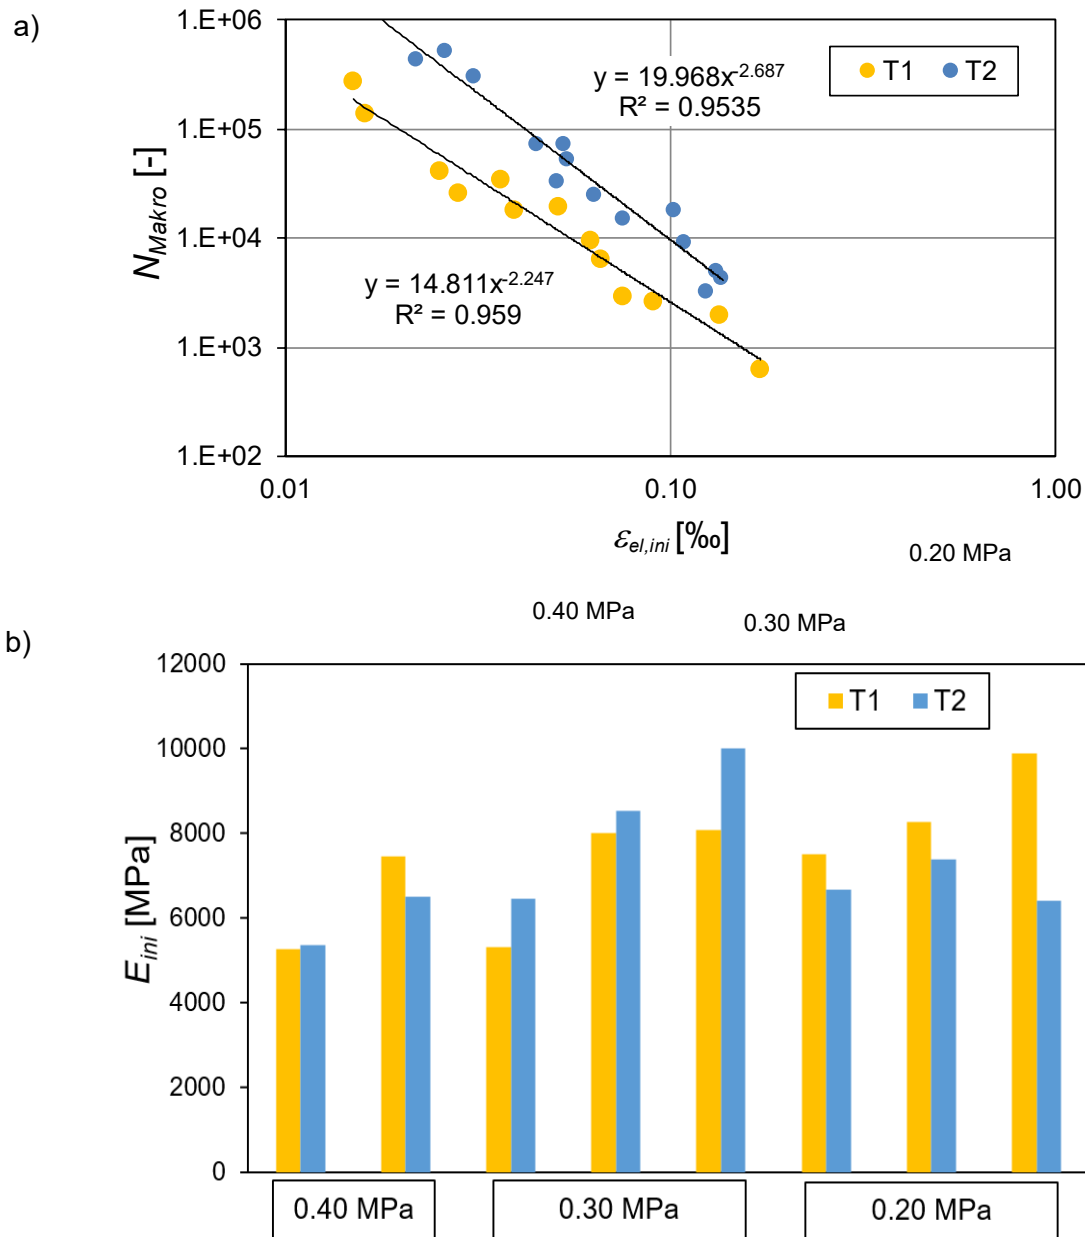 a)
1.E+06
1.E+05
1.E+04
1.E+03
1.E+02
N_Makro [-]
T1 T2
y = 19.968x^-2.687
R² = 0.9535
y = 14.811x^-2.247
R² = 0.959
0.01 0.10 1.00
ε_el,ini [‰]
0.20 MPa
0.40 MPa
0.30 MPa
b)
12000
10000
8000
6000
4000
2000
0
E_ini [MPa]
T1 T2
0.40 MPa 0.30 MPa 0.20 MPa